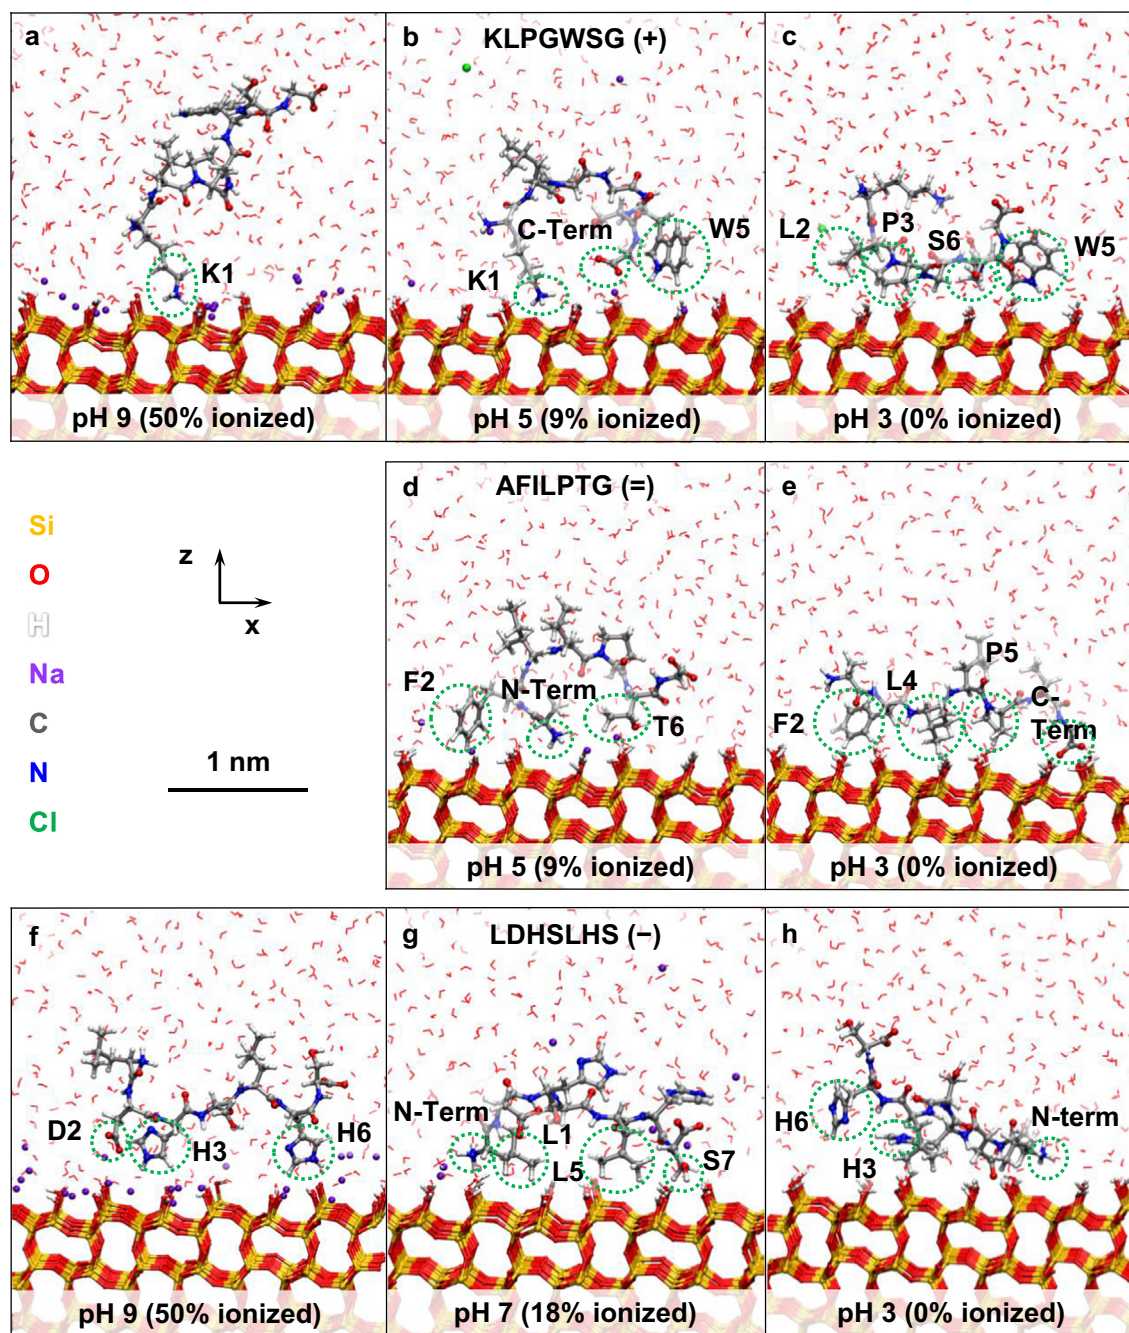 a
K1
pH 9 (50% ionized)
b
KLPGWSG (+)
C-Term
W5
K1
pH 5 (9% ionized)
c
L2
P3
S6
W5
pH 3 (0% ionized)
Si
O
H
Na
C
N
Cl
z
x
1 nm
d
AFILPTG (=)
F2
N-Term
T6
pH 5 (9% ionized)
e
P5
L4
C-
Term
F2
pH 3 (0% ionized)
f
D2
H3
H6
pH 9 (50% ionized)
g
LDHSLHS (−)
N-Term
L1
L5
S7
pH 7 (18% ionized)
h
H6
N-term
H3
pH 3 (0% ionized)